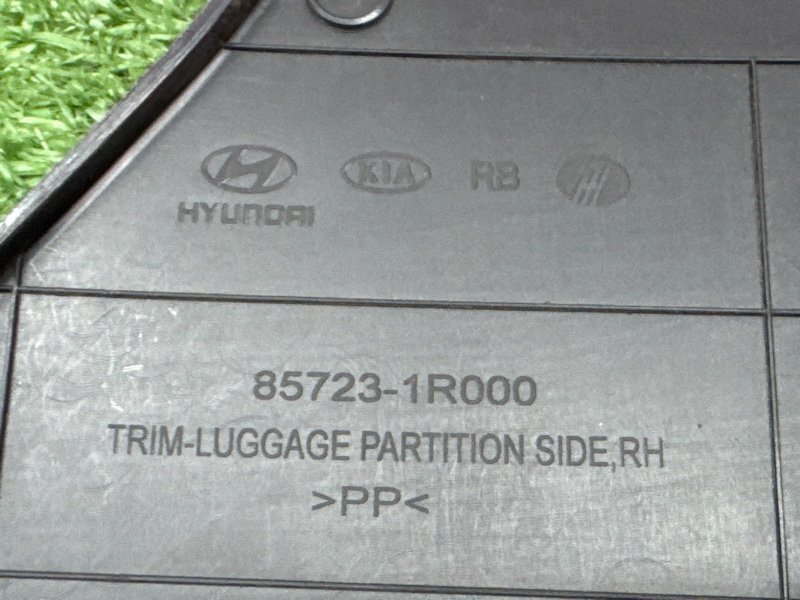 KIA RB
HYUNDAI
85723-1R000
TRIM-LUGGAGE PARTITION SIDE,RH
>PP<